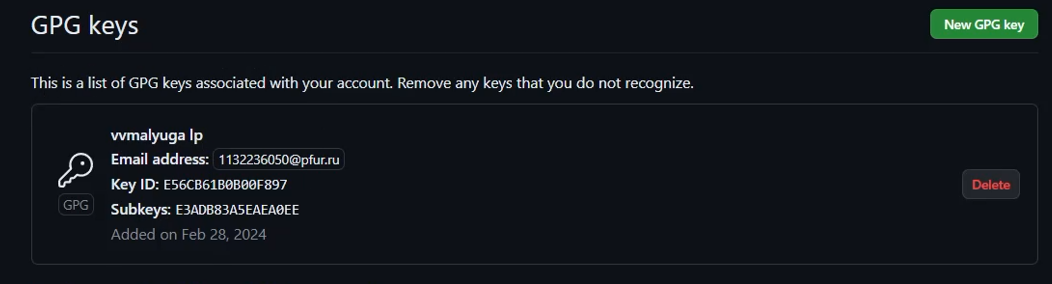 GPG keys
New GPG key
This is a list of GPG keys associated with your account. Remove any keys that you do not recognize.
vvmalyuga lp
Email address: 1132236050@pfur.ru
Key ID: E56CB61B0B00F897
GPG
Subkeys: E3ADB83A5EAEA0EE
Added on Feb 28, 2024
Delete